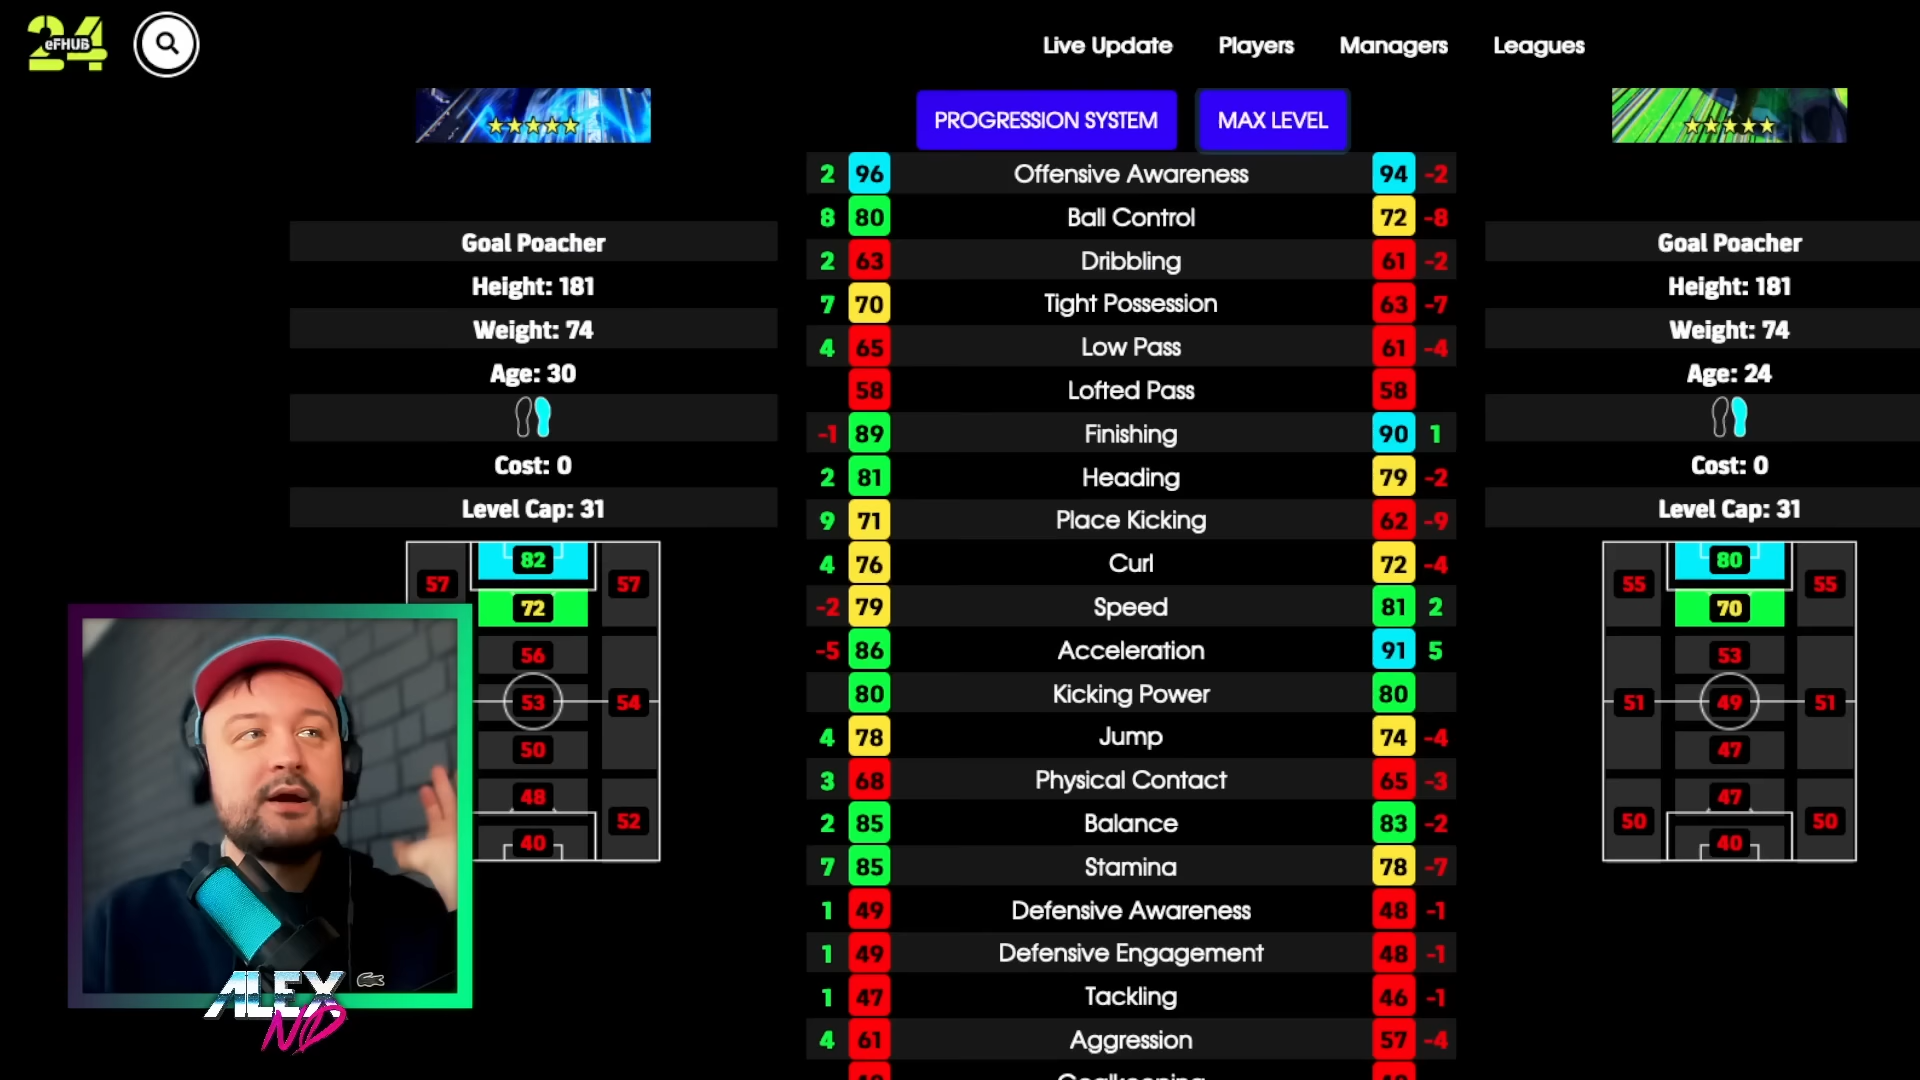 24
eFHUB
Live Update
Players
Managers
Leagues
PROGRESSION SYSTEM
MAX LEVEL
Goal Poacher
Height: 181
Weight: 74
Age: 30
Cost: 0
Level Cap: 31
82
57
57
72
56
53
54
50
48
52
40
2 96 Offensive Awareness 94 -2
8 80 Ball Control 72 -8
2 63 Dribbling 61 -2
7 70 Tight Possession 63 -7
4 65 Low Pass 61 -4
58 Lofted Pass 58
-1 89 Finishing 90 1
2 81 Heading 79 -2
9 71 Place Kicking 62 -9
4 76 Curl 72 -4
-2 79 Speed 81 2
-5 86 Acceleration 91 5
80 Kicking Power 80
4 78 Jump 74 -4
3 68 Physical Contact 65 -3
2 85 Balance 83 -2
7 85 Stamina 78 -7
1 49 Defensive Awareness 48 -1
1 49 Defensive Engagement 48 -1
1 47 Tackling 46 -1
4 61 Aggression 57 -4
Goal Poacher
Height: 181
Weight: 74
Age: 24
Cost: 0
Level Cap: 31
80
55
55
70
53
51
49
51
47
47
50
50
40
ALEX
ND